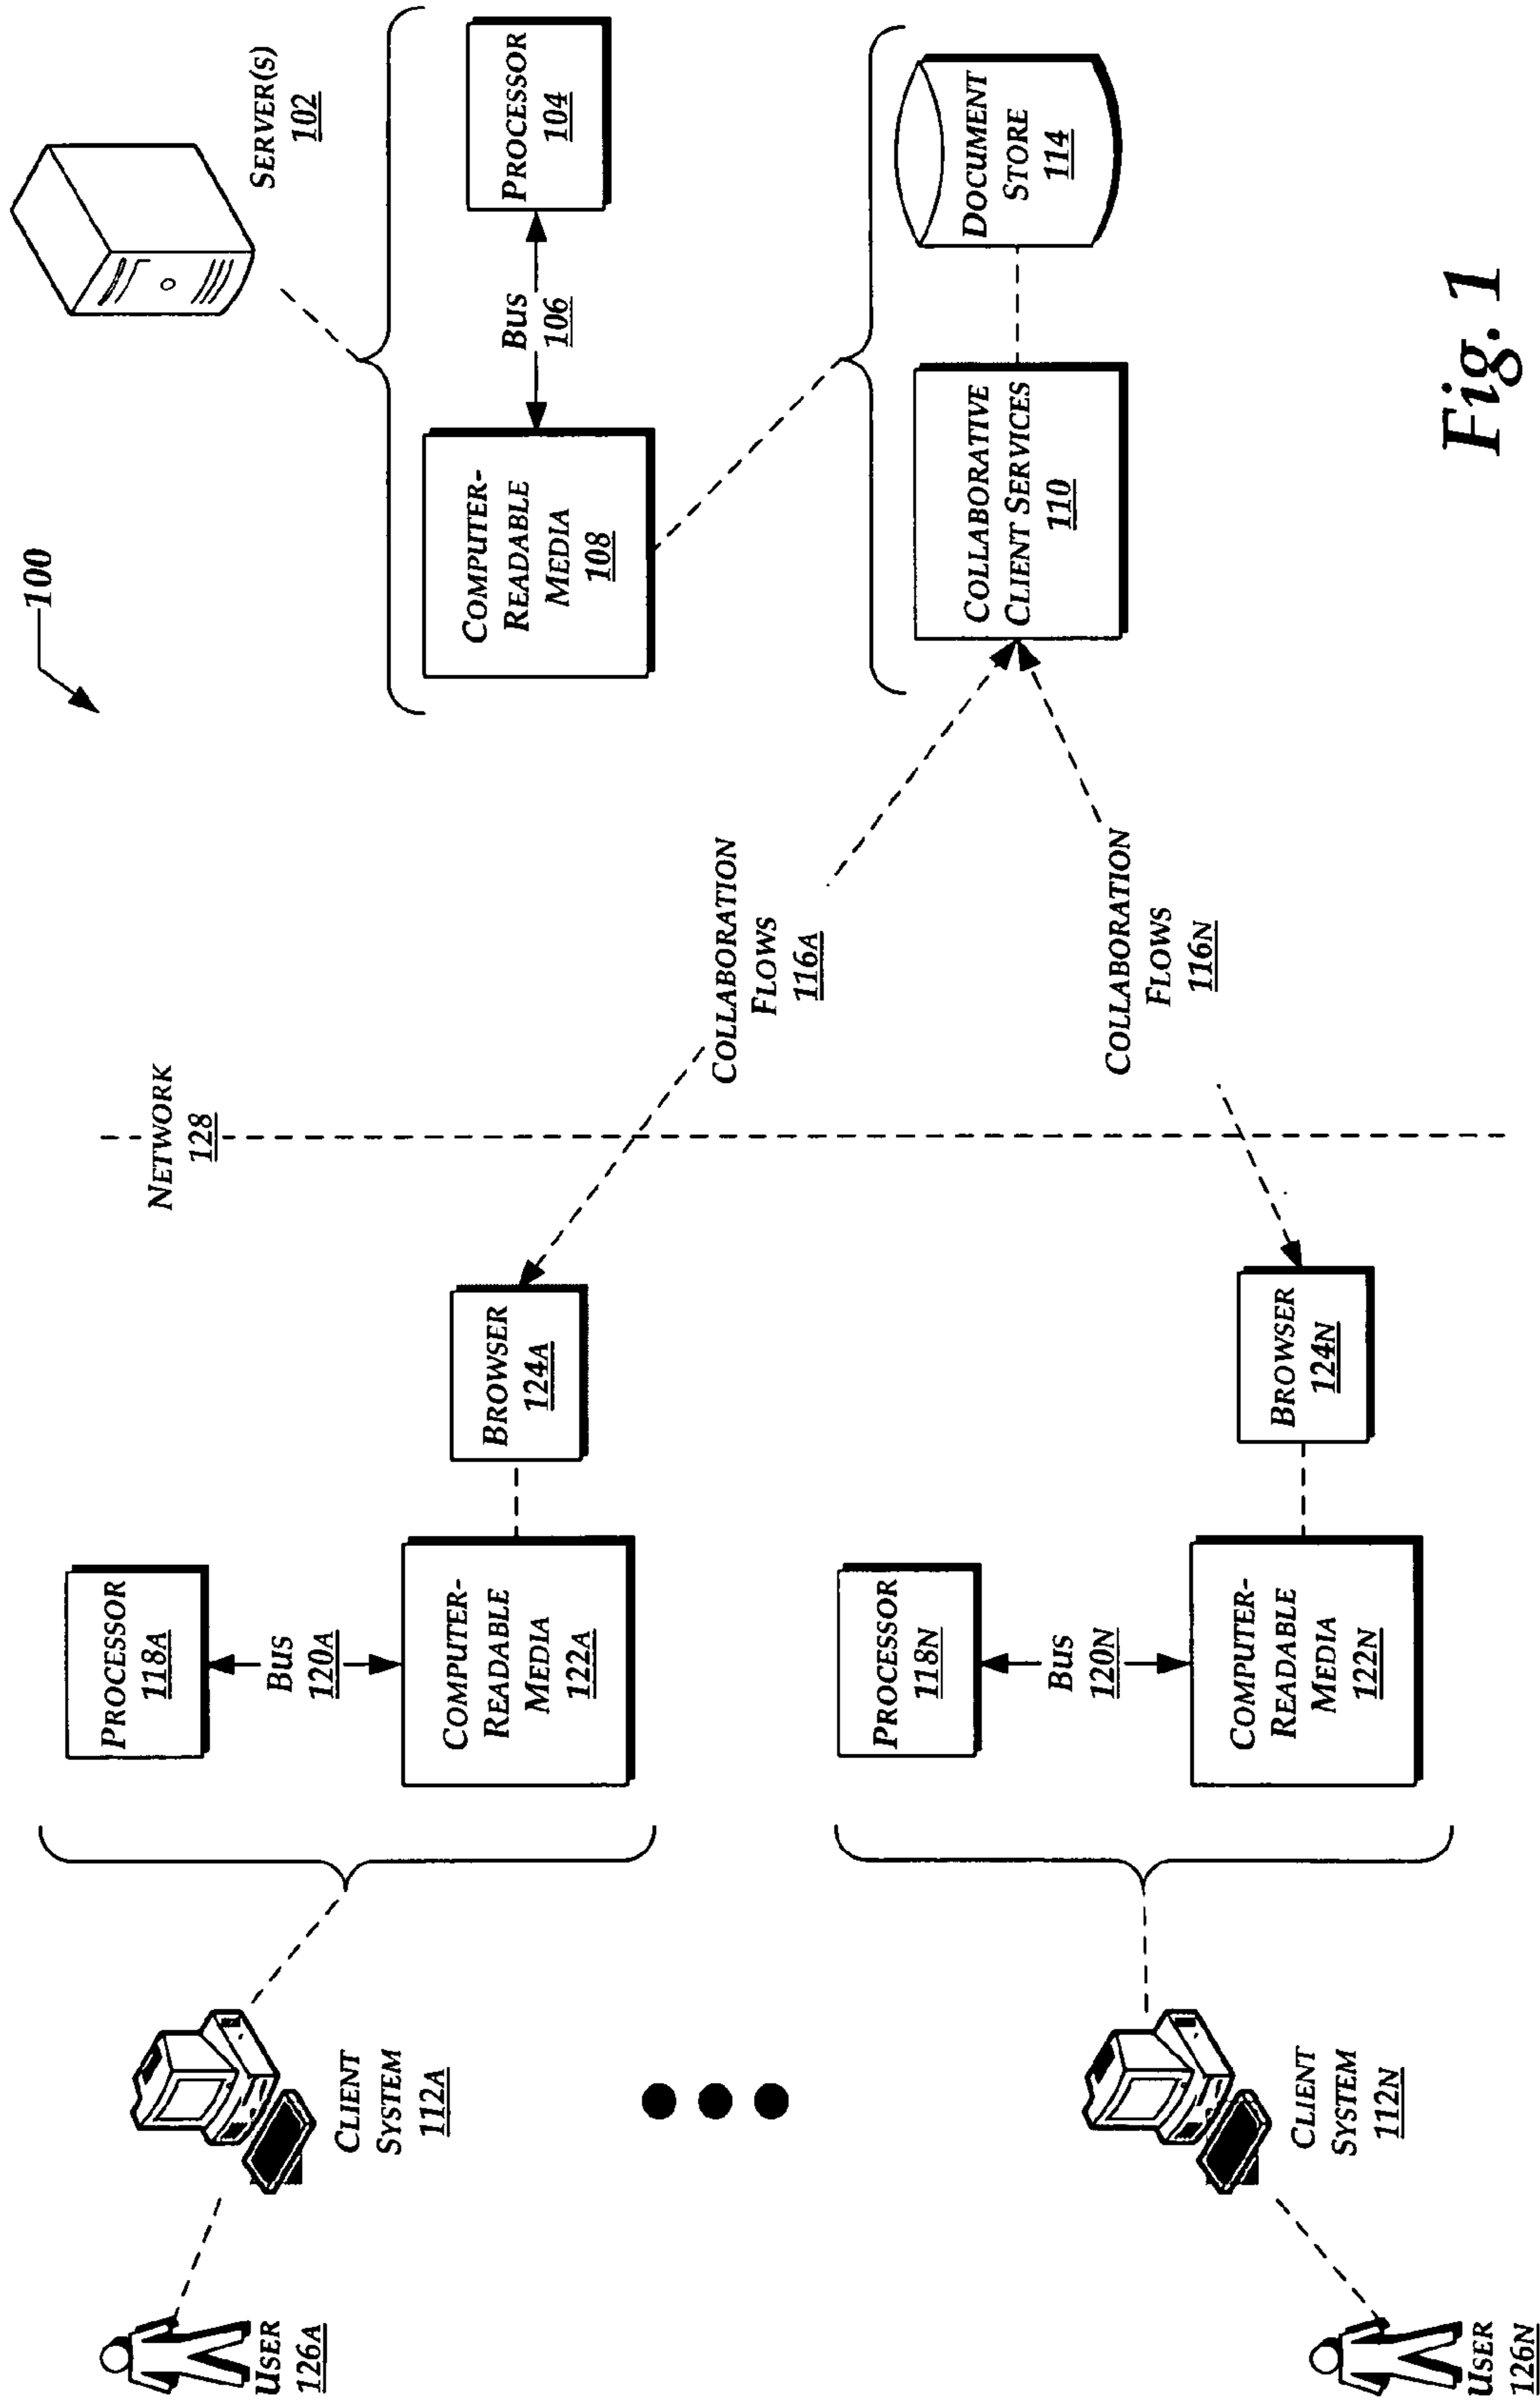 100
SERVER(S)
102
PROCESSOR
104
BUS
106
COMPUTER-
READABLE
MEDIA
108
DOCUMENT
STORE
114
COLLABORATIVE
CLIENT SERVICES
110
NETWORK
128
COLLABORATION
FLOWS
116A
COLLABORATION
FLOWS
116N
PROCESSOR
118A
BUS
120A
COMPUTER-
READABLE
MEDIA
122A
BROWSER
124A
CLIENT
SYSTEM
112A
USER
126A
PROCESSOR
118N
BUS
120N
COMPUTER-
READABLE
MEDIA
122N
BROWSER
124N
CLIENT
SYSTEM
112N
USER
126N
Fig. 1